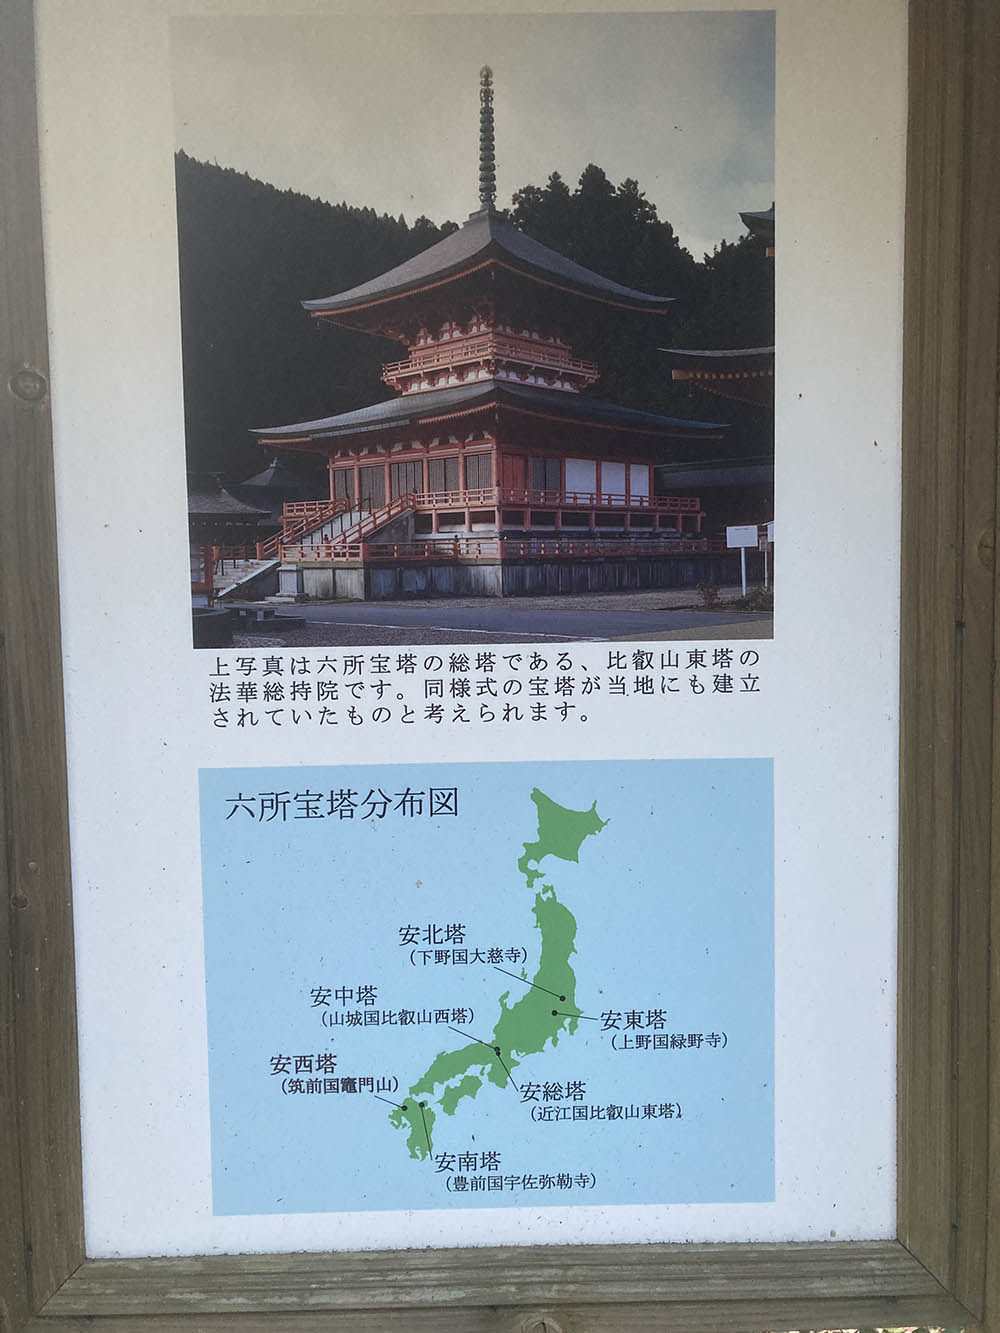 上写真は六所宝塔の総塔である、比叡山東塔の
法華総持院です。同様式の宝塔が当地にも建立
されていたものと考えられます。
六所宝塔分布図
安北塔
(下野国大慈寺)
安中塔
(山城国比叡山西塔)
安東塔
(上野国緑野寺)
安西塔
(筑前国竈門山)
安総塔
(近江国比叡山東塔)
安南塔
(豊前国宇佐弥勒寺)